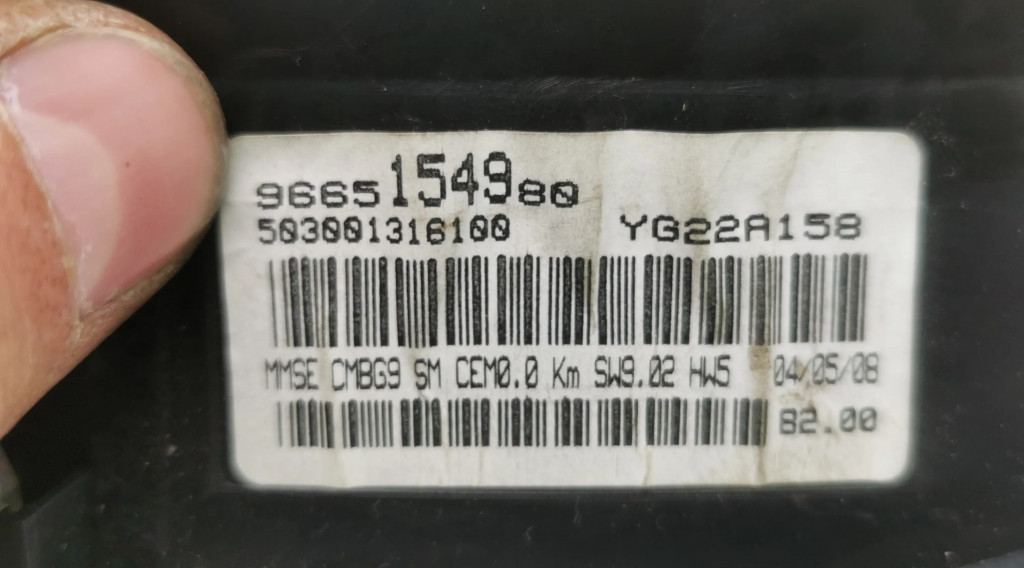 9665154980
503001316100 YG22A158
MMSE CMBG9 SM CEM0.0 Km SW9.02 HW5 04/05/08
B2.00